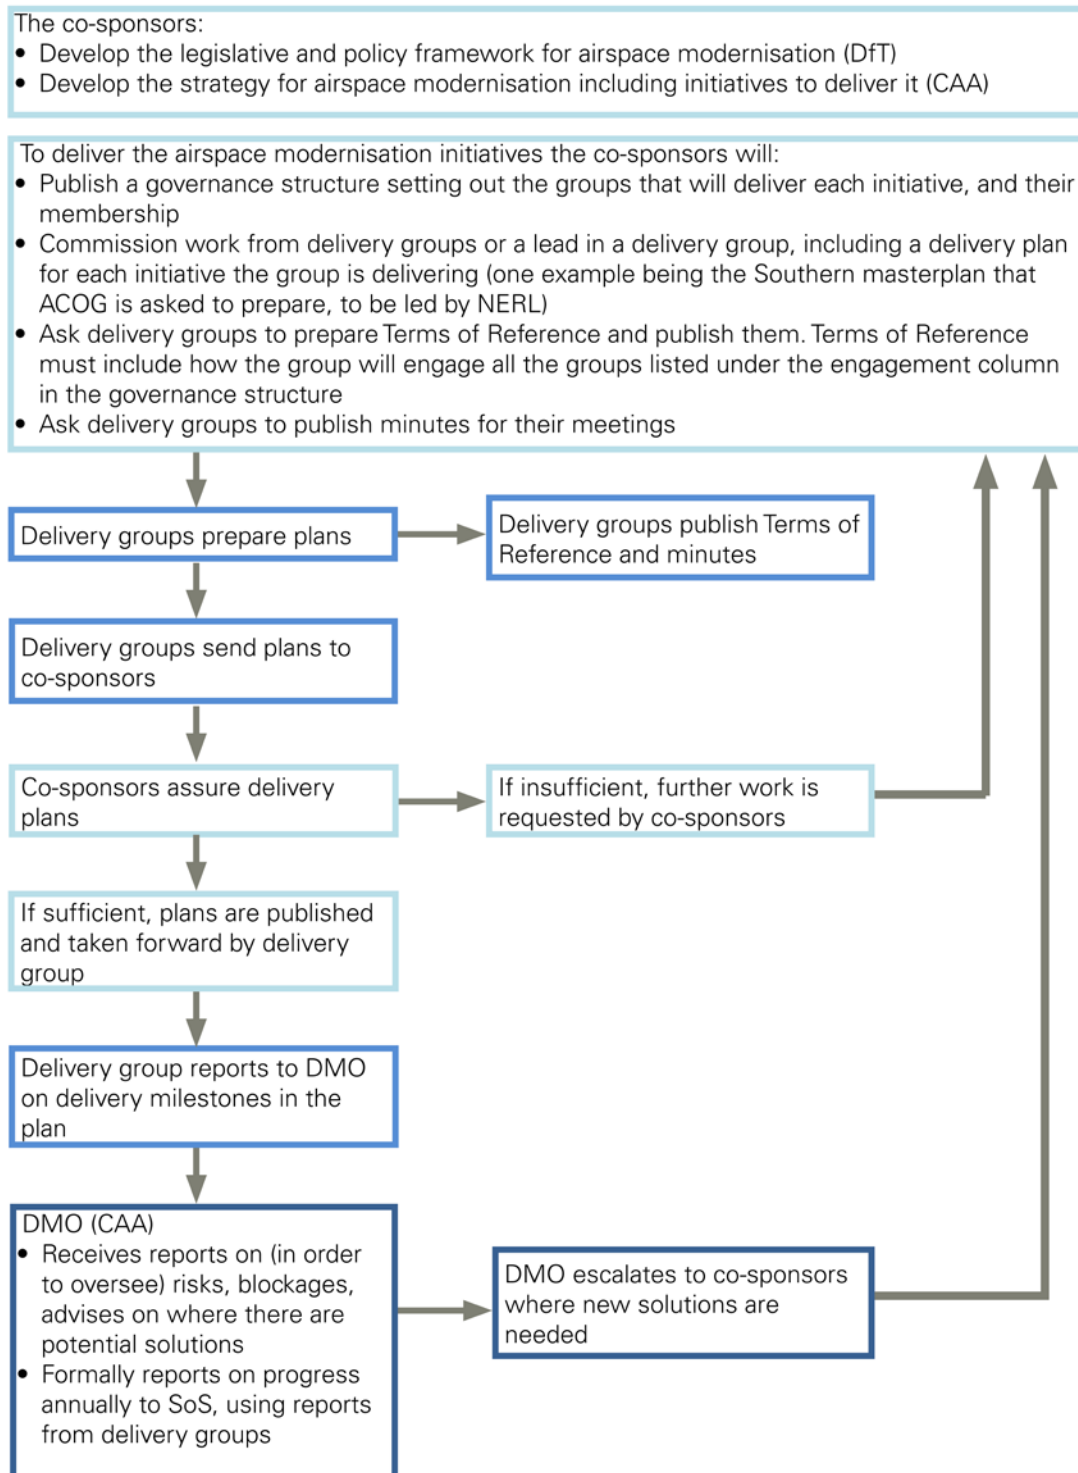 The co-sponsors:
• Develop the legislative and policy framework for airspace modernisation (DfT)
• Develop the strategy for airspace modernisation including initiatives to deliver it (CAA)
To deliver the airspace modernisation initiatives the co-sponsors will:
• Publish a governance structure setting out the groups that will deliver each initiative, and their
membership
• Commission work from delivery groups or a lead in a delivery group, including a delivery plan
for each initiative the group is delivering (one example being the Southern masterplan that
ACOG is asked to prepare, to be led by NERL)
• Ask delivery groups to prepare Terms of Reference and publish them. Terms of Reference
must include how the group will engage all the groups listed under the engagement column
in the governance structure
• Ask delivery groups to publish minutes for their meetings
Delivery groups prepare plans
Delivery groups publish Terms of
Reference and minutes
Delivery groups send plans to
co-sponsors
Co-sponsors assure delivery
plans
If insufficient, further work is
requested by co-sponsors
If sufficient, plans are published
and taken forward by delivery
group
Delivery group reports to DMO
on delivery milestones in the
plan
DMO (CAA)
• Receives reports on (in order
to oversee) risks, blockages,
advises on where there are
potential solutions
• Formally reports on progress
annually to SoS, using reports
from delivery groups
DMO escalates to co-sponsors
where new solutions are
needed